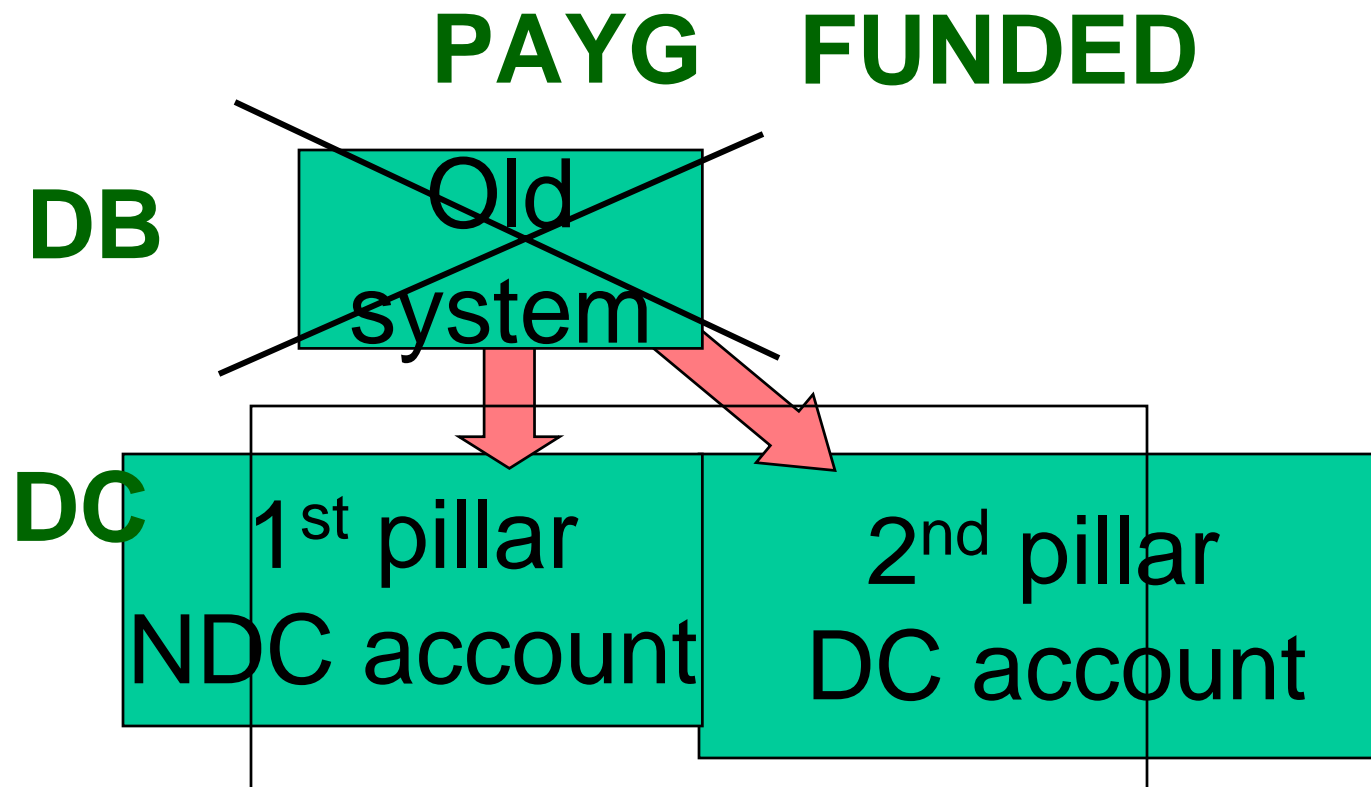 PAYG FUNDED
DB
Old
system
DC
1st pillar
NDC account
2nd pillar
DC account